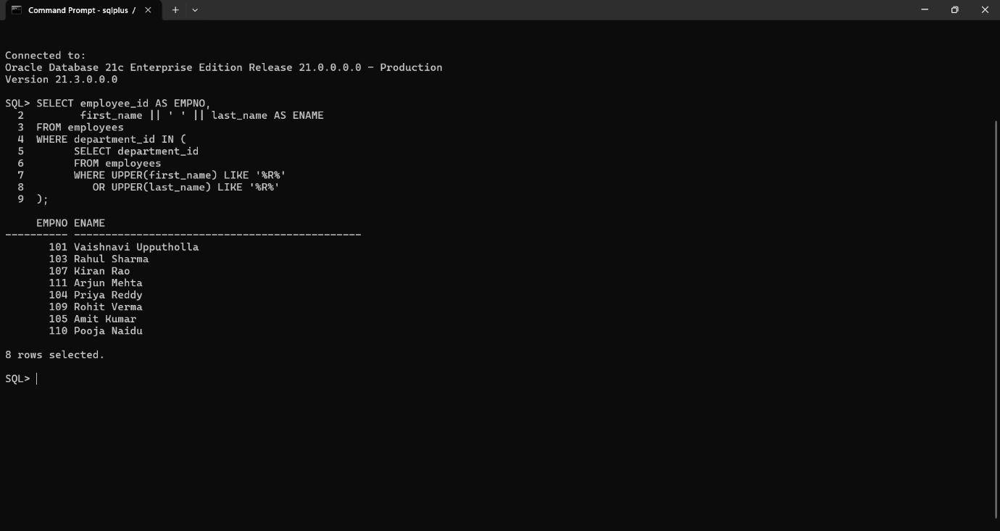 Command Prompt - sqlplus /
Connected to:
Oracle Database 21c Enterprise Edition Release 21.0.0.0.0 - Production
Version 21.3.0.0.0
SQL> SELECT employee_id AS EMPNO,
  2         first_name || ' ' || last_name AS ENAME
  3  FROM employees
  4  WHERE department_id IN (
  5        SELECT department_id
  6        FROM employees
  7        WHERE UPPER(first_name) LIKE '%R%'
  8           OR UPPER(last_name) LIKE '%R%'
  9  );
     EMPNO ENAME
---------- ----------------------------------------------
       101 Vaishnavi Upputholla
       103 Rahul Sharma
       107 Kiran Rao
       111 Arjun Mehta
       104 Priya Reddy
       109 Rohit Verma
       105 Amit Kumar
       110 Pooja Naidu
8 rows selected.
SQL>